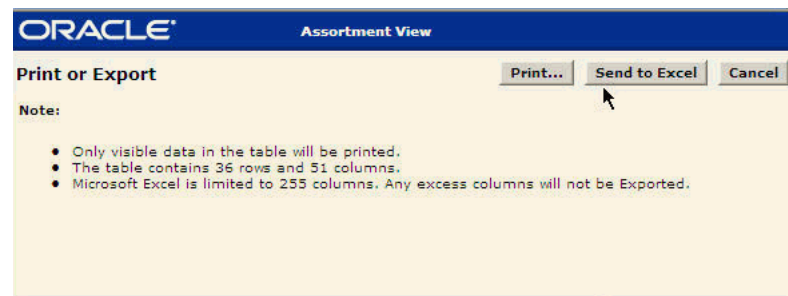 ORACLE®
Assortment View
Print or Export
Print...
Send to Excel
Cancel
Note:
• Only visible data in the table will be printed.
• The table contains 36 rows and 51 columns.
• Microsoft Excel is limited to 255 columns. Any excess columns will not be Exported.